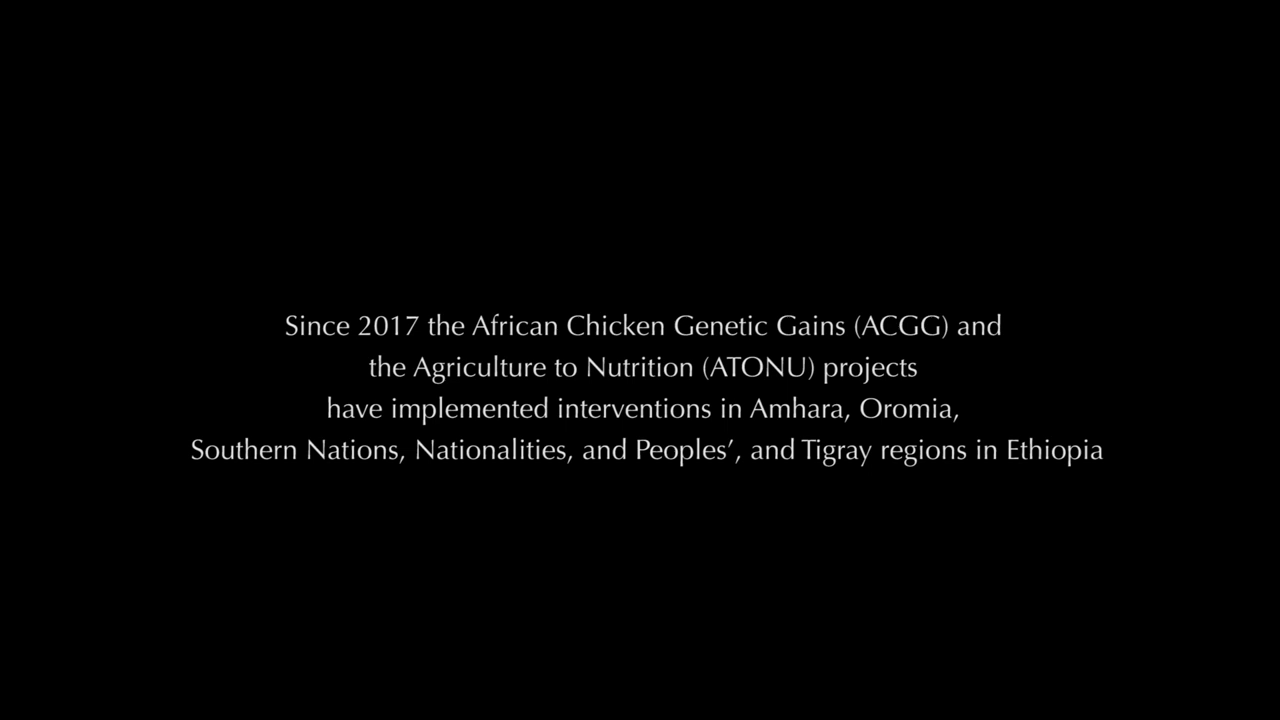 Since 2017 the African Chicken Genetic Gains (ACGG) and
the Agriculture to Nutrition (ATONU) projects
have implemented interventions in Amhara, Oromia,
Southern Nations, Nationalities, and Peoples’, and Tigray regions in Ethiopia